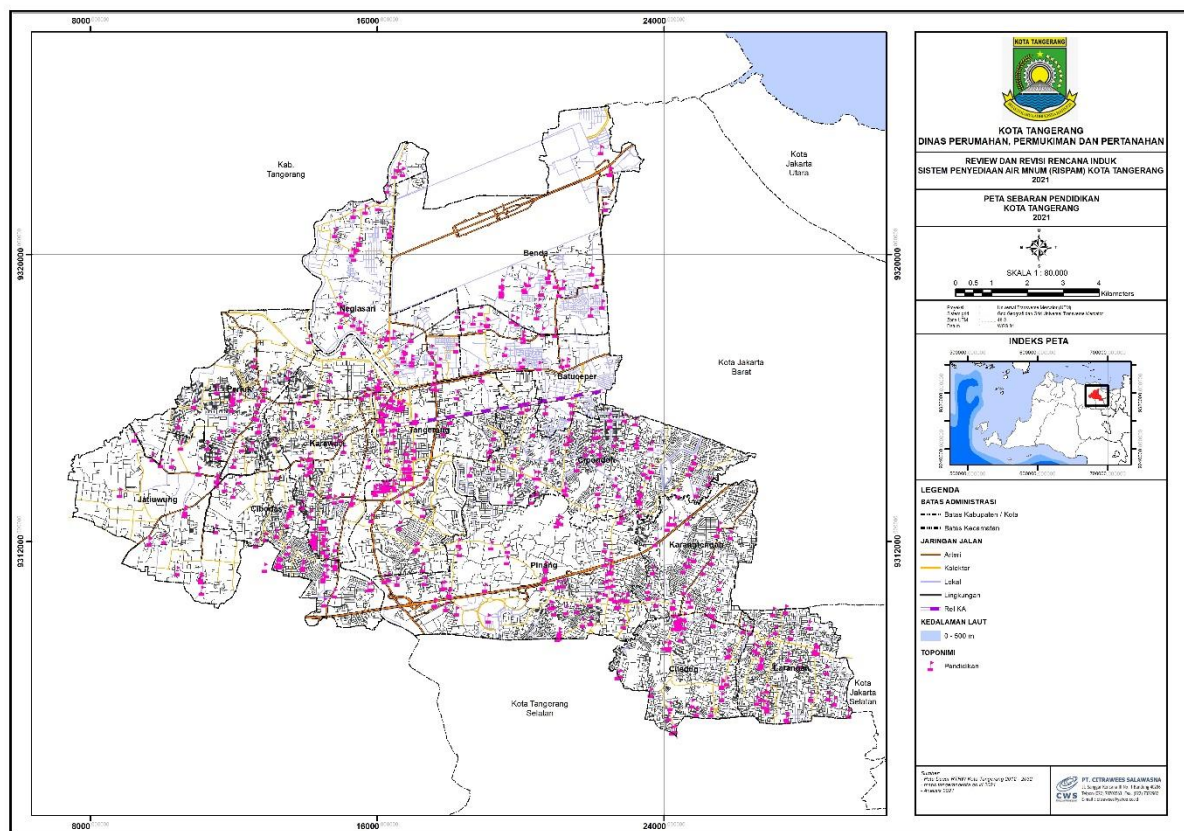 8000
16000
24000
9320000
9320000
9312000
9312000
8000
16000
24000
Kab.
Tangerang
Kota
Jakarta
Utara
Benda
Neglasari
Kota Jakarta
Barat
Batuceper
Periuk
Tangerang
Karawaci
Cipondoh
Jatiuwung
Cibodas
Karangtengah
Pinang
Ciledug
Larangan
Kota Tangerang
Selatan
Kota
Jakarta
Selatan
KOTA TANGERANG
KOTA TANGERANG
DINAS PERUMAHAN, PERMUKIMAN DAN PERTANAHAN
REVIEW DAN REVISI RENCANA INDUK
SISTEM PENYEDIAAN AIR MNUM (RISPAM) KOTA TANGERANG
2021
PETA SEBARAN PENDIDIKAN
KOTA TANGERANG
2021
SKALA 1 : 80.000
0 0.5 1 2 3 4
Kilometers
INDEKS PETA
LEGENDA
BATAS ADMINISTRASI
Batas Kabupaten / Kota
Batas Kecamatan
JARINGAN JALAN
Arteri
Kolektor
Lokal
Lingkungan
Rel KA
KEDALAMAN LAUT
0 - 500 m
TOPONIMI
Pendidikan
Sumber:
CWS
PT. CITRAWEES SALAWASNA